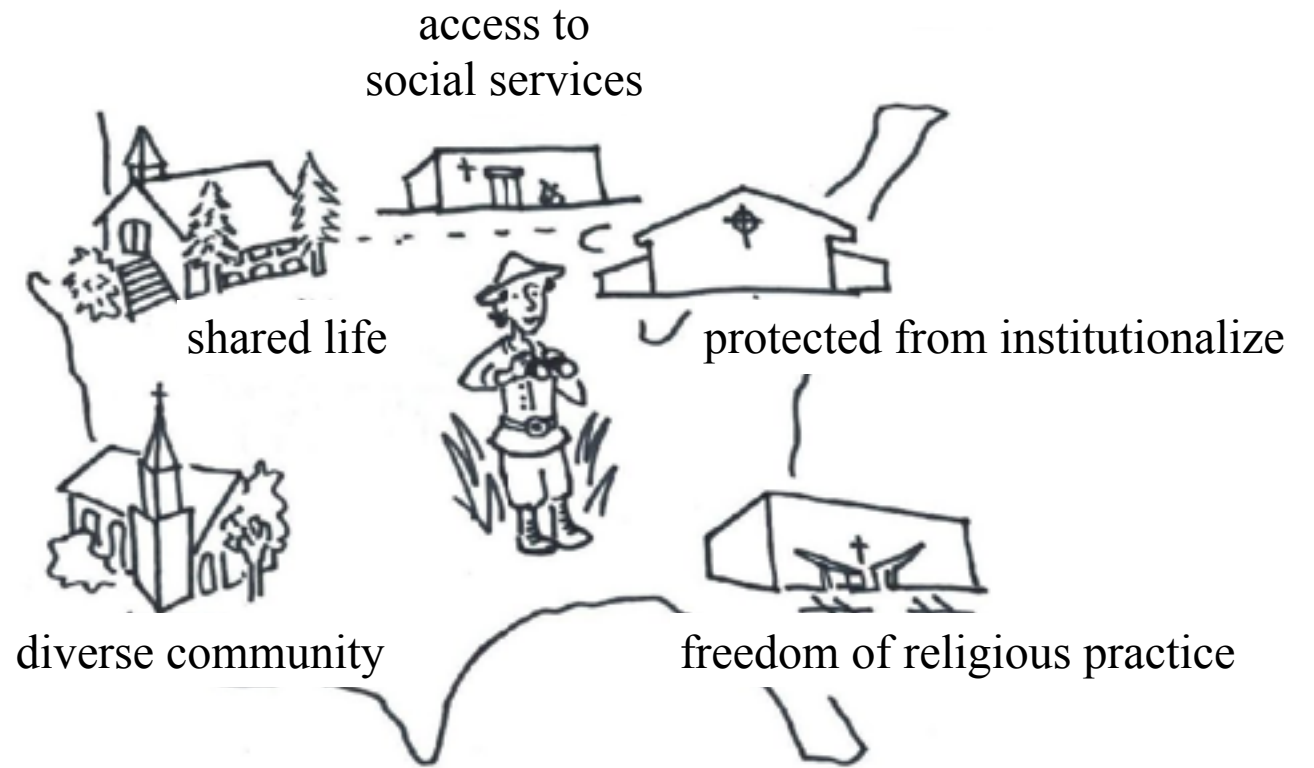 access to
social services
shared life
protected from institutionalize
diverse community
freedom of religious practice